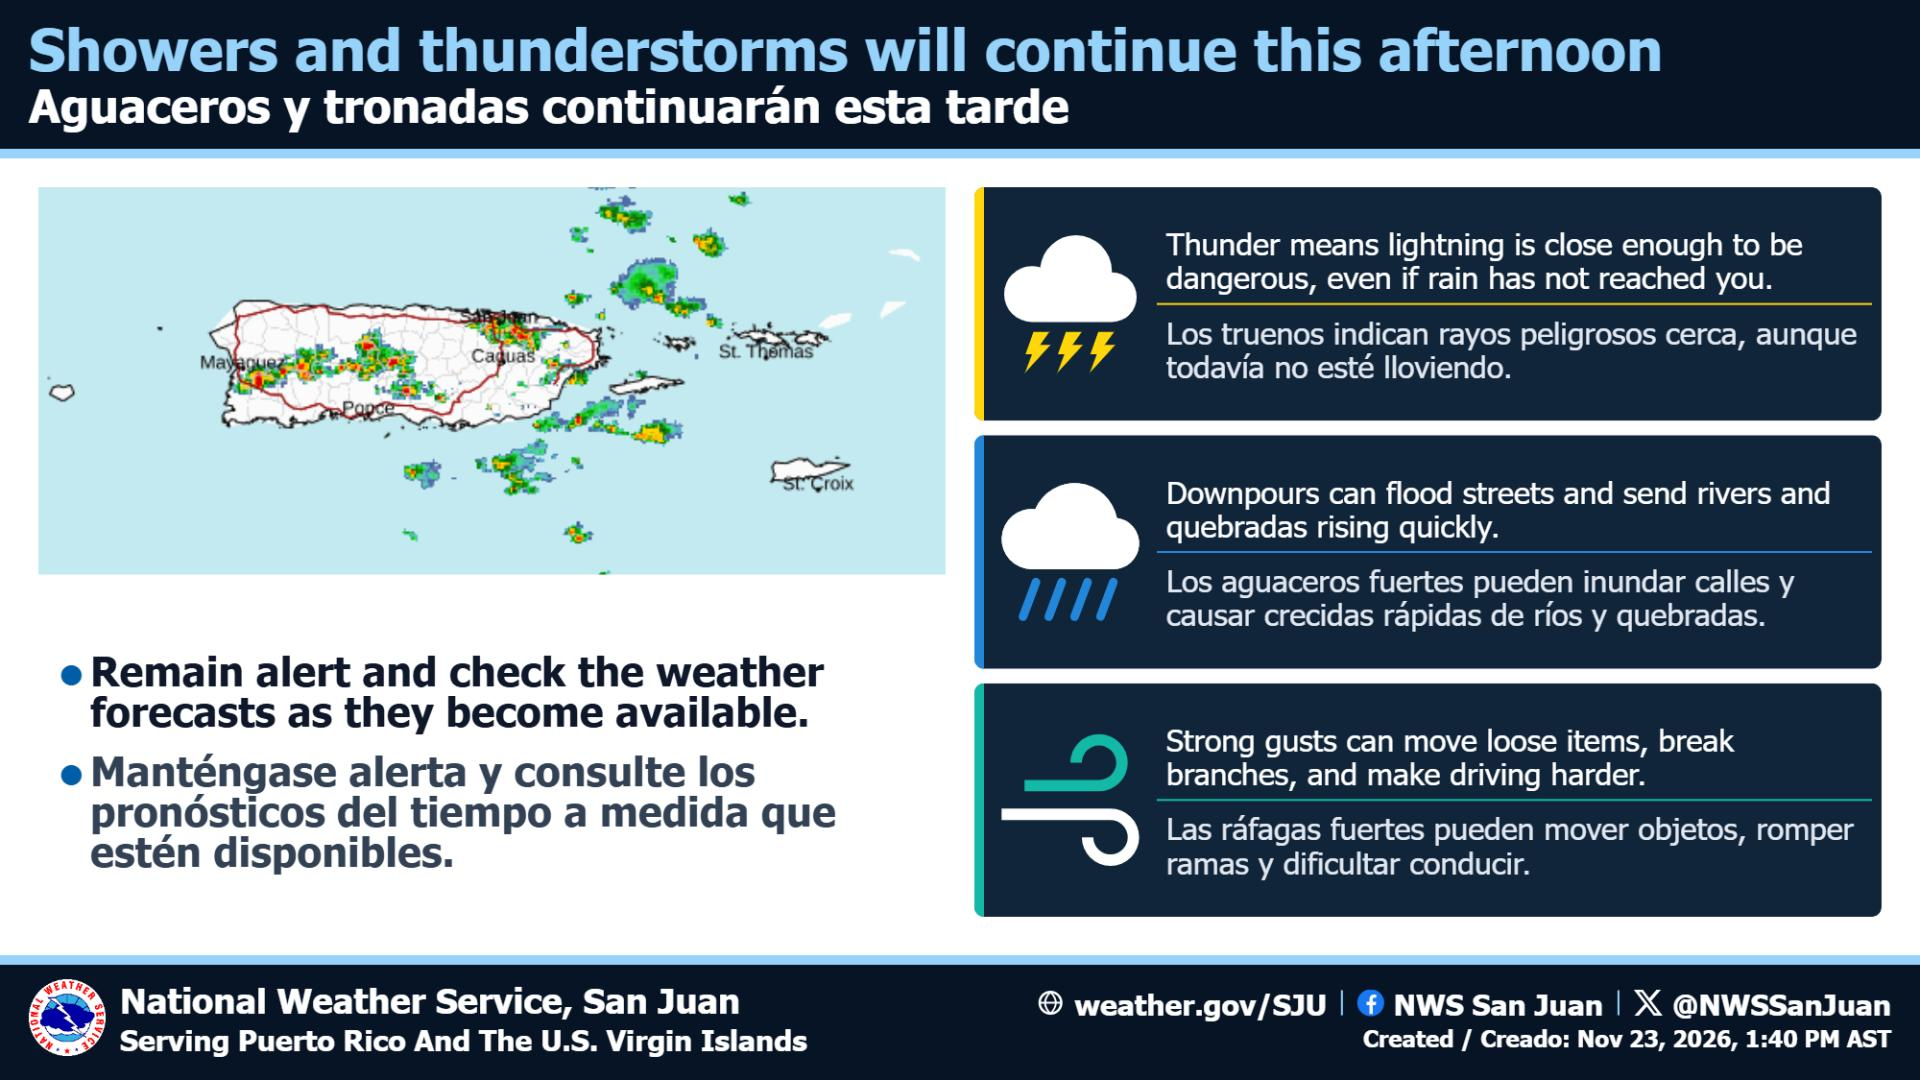 Showers and thunderstorms will continue this afternoon
Aguaceros y tronadas continuarán esta tarde
San Juan
Mayaguez
Caguas
Ponce
St. Thomas
St. Croix
● Remain alert and check the weather
forecasts as they become available.
● Manténgase alerta y consulte los
pronósticos del tiempo a medida que
estén disponibles.
Thunder means lightning is close enough to be
dangerous, even if rain has not reached you.
Los truenos indican rayos peligrosos cerca, aunque
todavía no esté lloviendo.
Downpours can flood streets and send rivers and
quebradas rising quickly.
Los aguaceros fuertes pueden inundar calles y
causar crecidas rápidas de ríos y quebradas.
Strong gusts can move loose items, break
branches, and make driving harder.
Las ráfagas fuertes pueden mover objetos, romper
ramas y dificultar conducir.
NATIONAL WEATHER SERVICE
National Weather Service, San Juan
Serving Puerto Rico And The U.S. Virgin Islands
weather.gov/SJU | NWS San Juan | @NWSSanJuan
Created / Creado: Nov 23, 2026, 1:40 PM AST